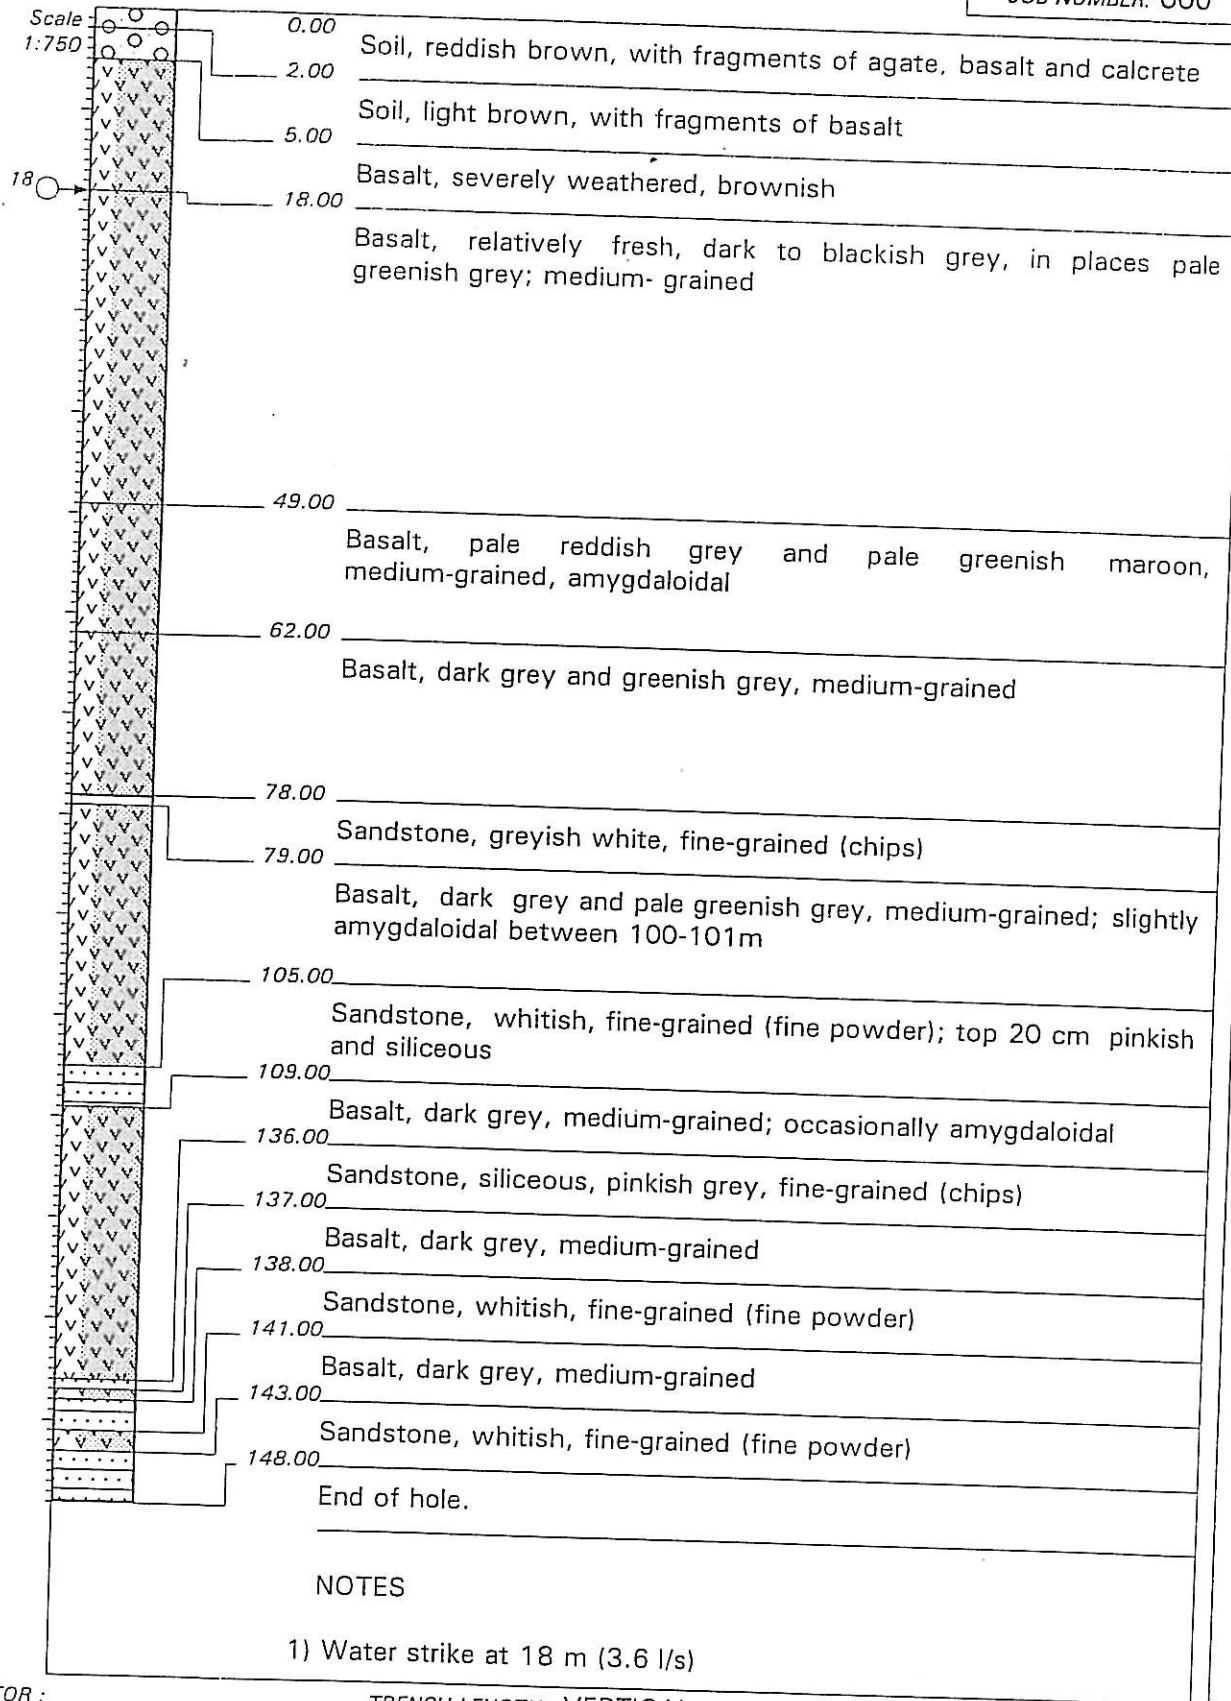 JOB NUMBER: 000
Scale
1:750
0.00
Soil, reddish brown, with fragments of agate, basalt and calcrete
2.00
Soil, light brown, with fragments of basalt
5.00
Basalt, severely weathered, brownish
18
18.00
Basalt, relatively fresh, dark to blackish grey, in places pale
greenish grey; medium- grained
49.00
Basalt, pale reddish grey and pale greenish maroon,
medium-grained, amygdaloidal
62.00
Basalt, dark grey and greenish grey, medium-grained
78.00
Sandstone, greyish white, fine-grained (chips)
79.00
Basalt, dark grey and pale greenish grey, medium-grained; slightly
amygdaloidal between 100-101m
105.00
Sandstone, whitish, fine-grained (fine powder); top 20 cm pinkish
and siliceous
109.00
Basalt, dark grey, medium-grained; occasionally amygdaloidal
136.00
Sandstone, siliceous, pinkish grey, fine-grained (chips)
137.00
Basalt, dark grey, medium-grained
138.00
Sandstone, whitish, fine-grained (fine powder)
141.00
Basalt, dark grey, medium-grained
143.00
Sandstone, whitish, fine-grained (fine powder)
148.00
End of hole.
NOTES
1) Water strike at 18 m (3.6 l/s)
TOR :